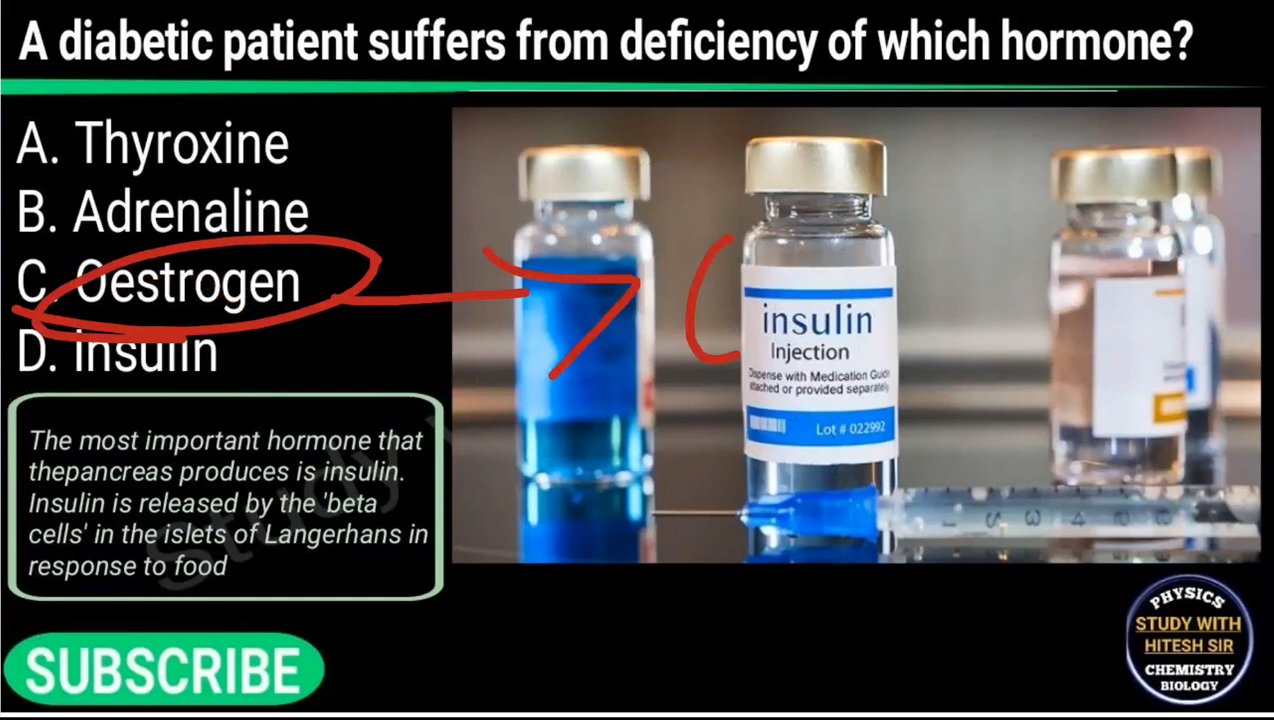 A diabetic patient suffers from deficiency of which hormone?
A. Thyroxine
B. Adrenaline
C. Oestrogen
D. Insulin
insulin
Injection
Dispense with Medication Guide
attached or provided separately
Lot # 022992
The most important hormone that
thepancreas produces is insulin.
Insulin is released by the 'beta
cells' in the islets of Langerhans in
response to food
Study
SUBSCRIBE
PHYSICS
STUDY WITH
HITESH SIR
CHEMISTRY
BIOLOGY